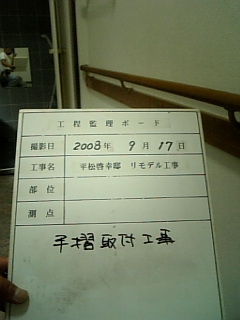 工程監理ボード
撮影日 2008年 9月 17日
工事名 平松啓幸邸 リモデル工事
部位
測点
手摺取付工事